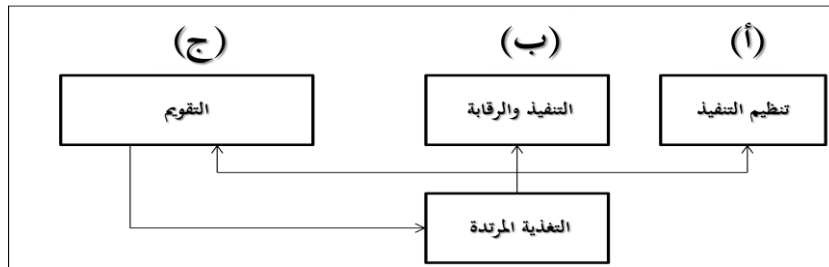 (أ)
(ب)
(ج)
تنظيم التنفيذ
التنفيذ والرقابة
التقويم
التغذية المرتدة